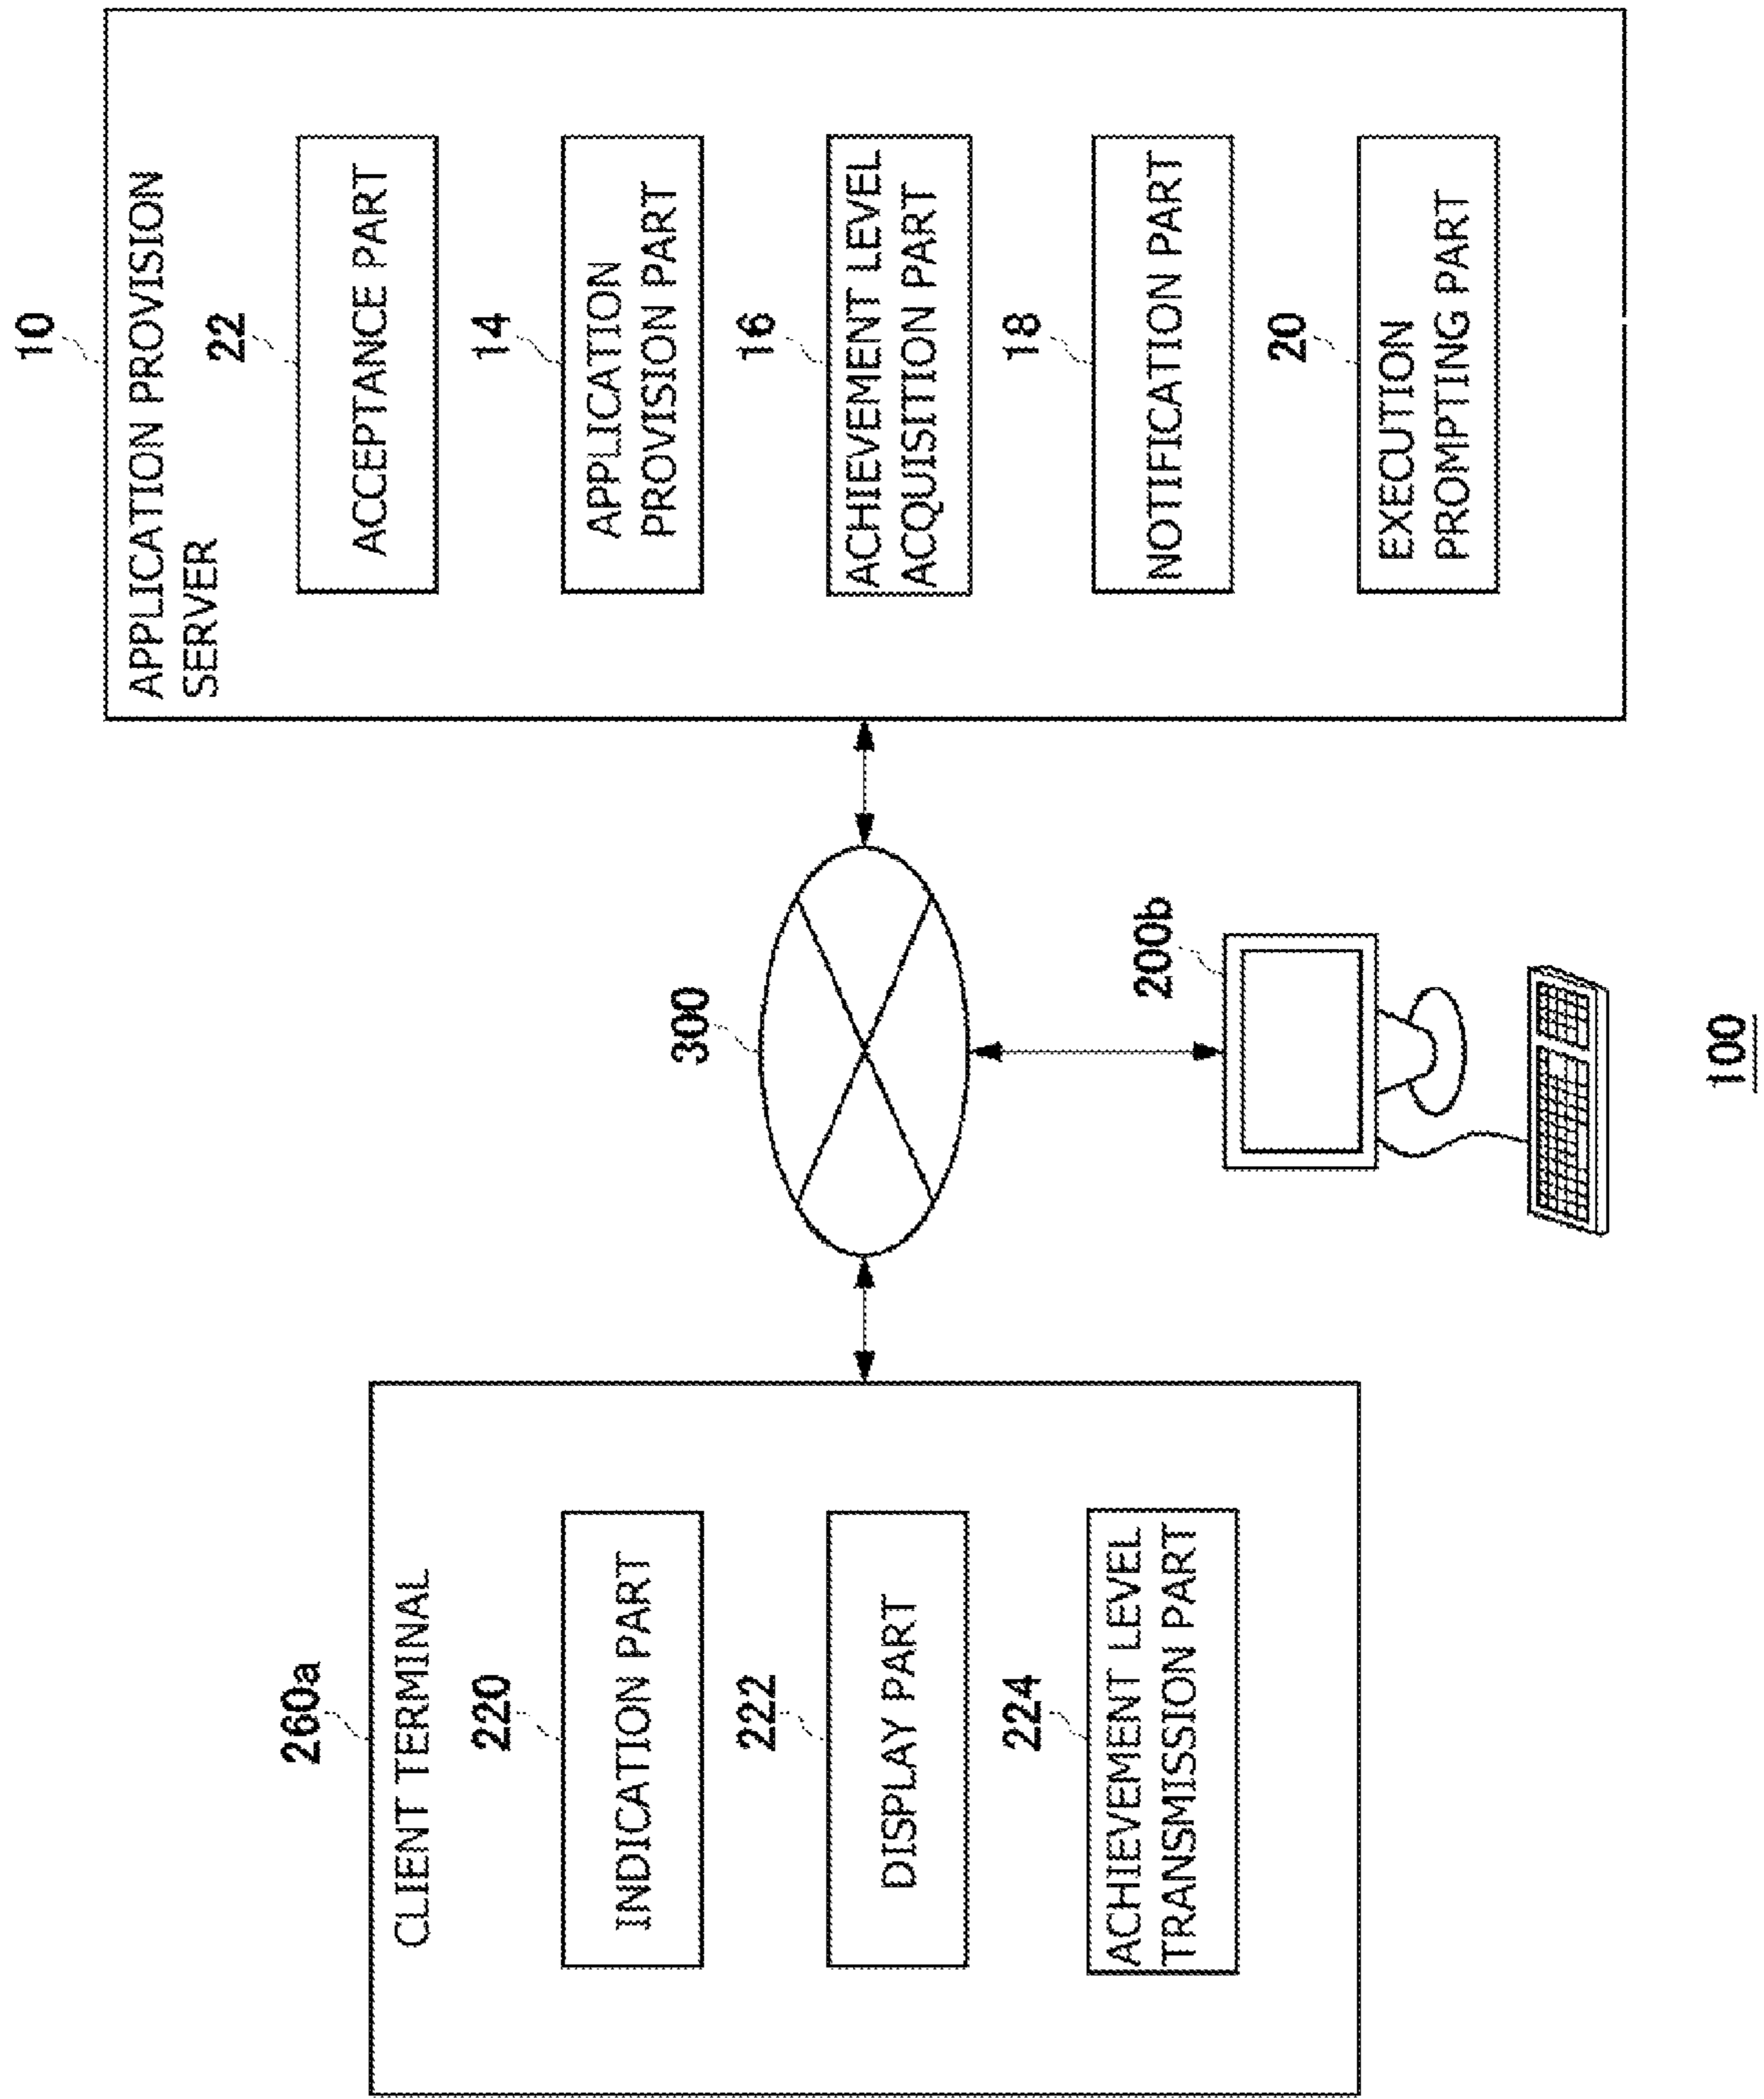 10
APPLICATION PROVISION
SERVER
22
ACCEPTANCE PART
14
APPLICATION
PROVISION PART
16
ACHIEVEMENT LEVEL
ACQUISITION PART
18
NOTIFICATION PART
20
EXECUTION
PROMPTING PART
300
200b
260a
CLIENT TERMINAL
220
INDICATION PART
222
DISPLAY PART
224
ACHIEVEMENT LEVEL
TRANSMISSION PART
100